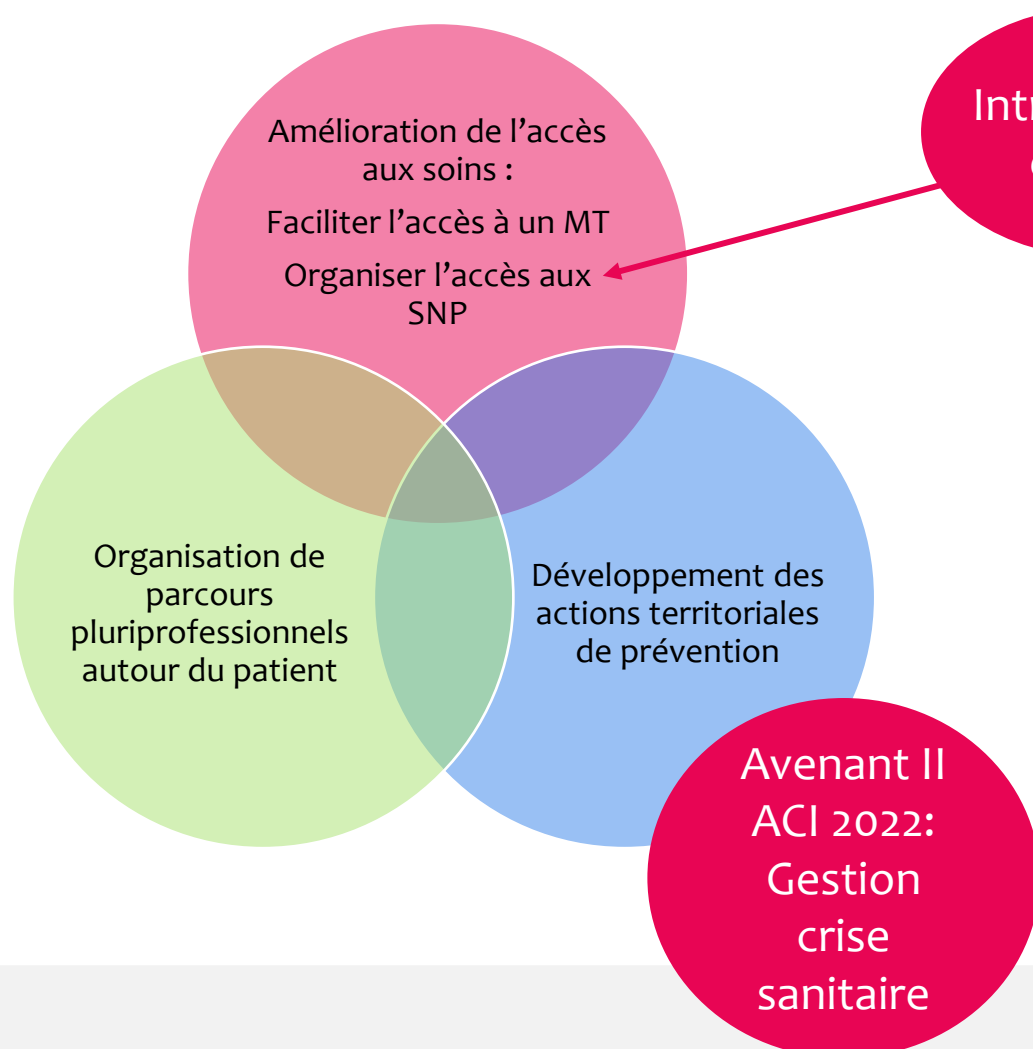 Amélioration de l’accès
aux soins :
Faciliter l’accès à un MT
Organiser l’accès aux
SNP
Organisation de
parcours
pluriprofessionnels
autour du patient
Développement des
actions territoriales
de prévention
Avenant II
ACI 2022:
Gestion
crise
sanitaire